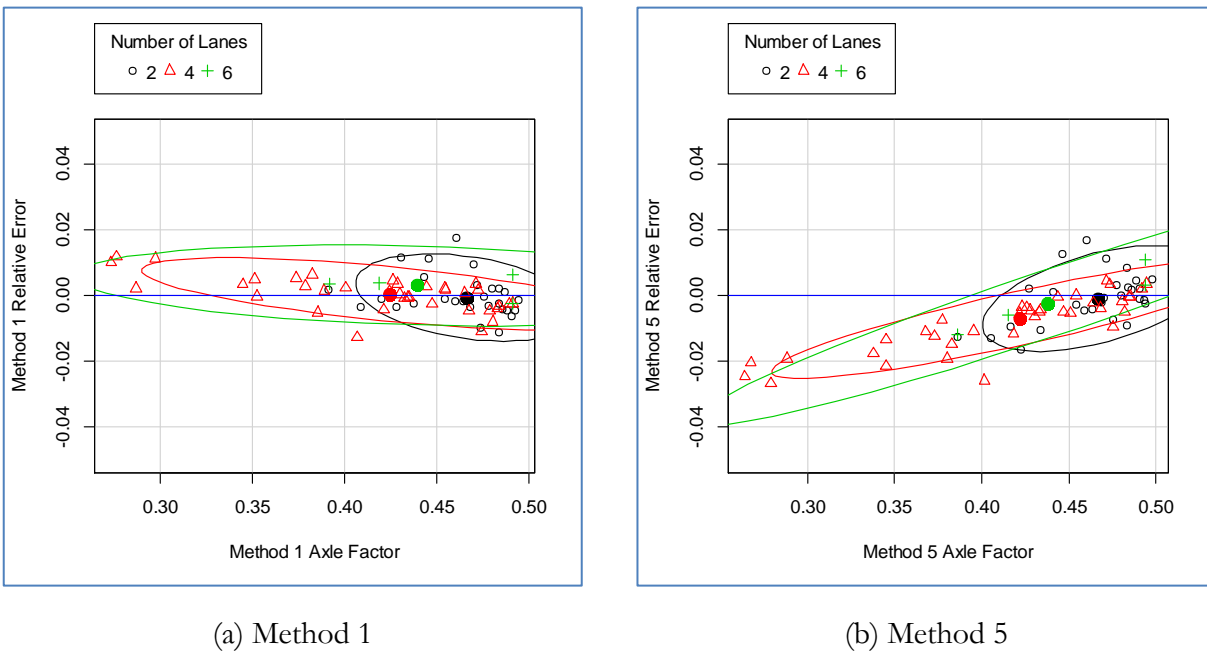 Number of Lanes
2 4 6
Method 1 Relative Error
0.04
0.02
0.00
-0.02
-0.04
0.30 0.35 0.40 0.45 0.50
Method 1 Axle Factor
(a) Method 1
Number of Lanes
2 4 6
Method 5 Relative Error
0.04
0.02
0.00
-0.02
-0.04
0.30 0.35 0.40 0.45 0.50
Method 5 Axle Factor
(b) Method 5